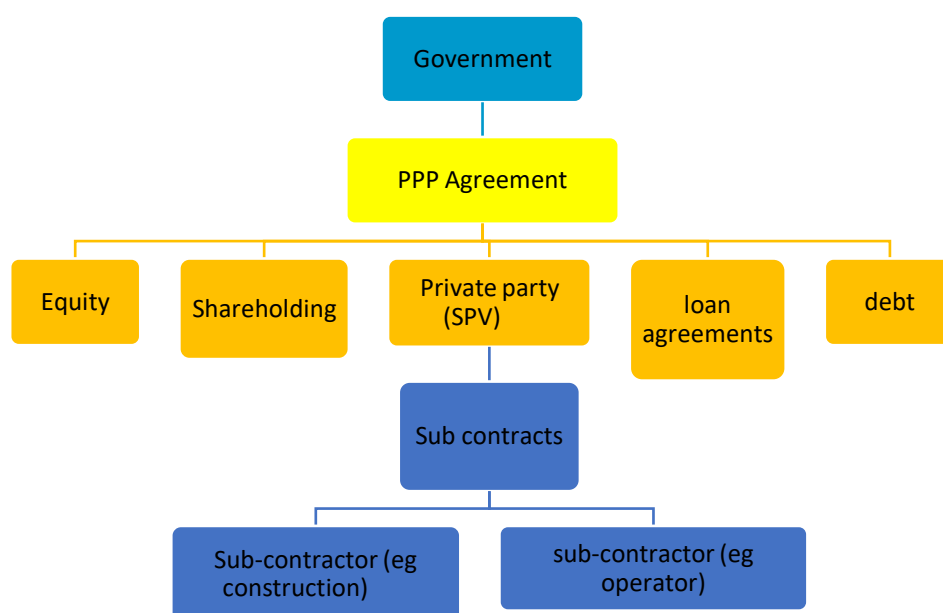 Government
PPP Agreement
Equity
Shareholding
Private party
(SPV)
loan
agreements
debt
Sub contracts
Sub-contractor (eg
construction)
sub-contractor (eg
operator)